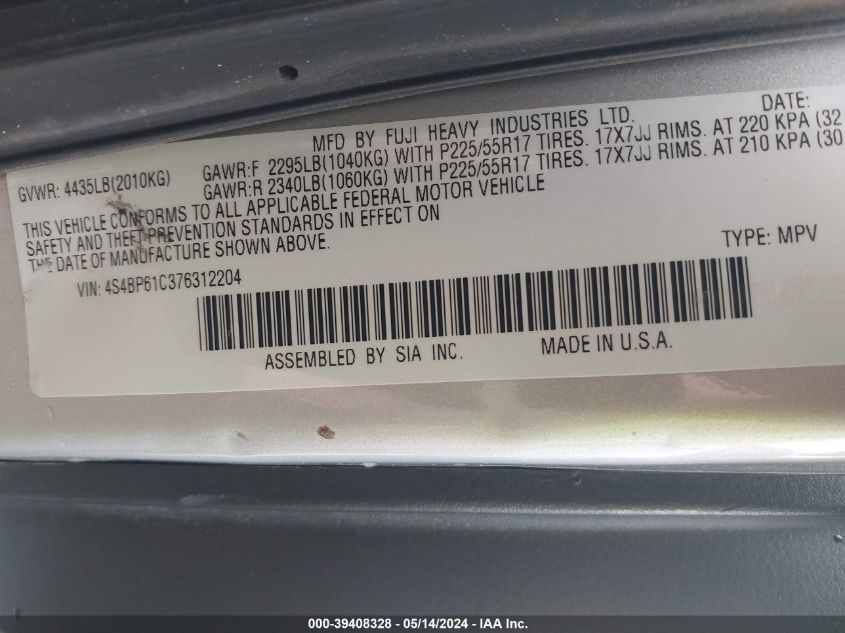 MFD BY FUJI HEAVY INDUSTRIES LTD. DATE:
GVWR: 4435LB(2010KG) GAWR:F 2295LB(1040KG) WITH P225/55R17 TIRES. 17X7JJ RIMS. AT 220 KPA (32
GAWR:R 2340LB(1060KG) WITH P225/55R17 TIRES. 17X7JJ RIMS. AT 210 KPA (30
THIS VEHICLE CONFORMS TO ALL APPLICABLE FEDERAL MOTOR VEHICLE
SAFETY AND THEFT PREVENTION STANDARDS IN EFFECT ON
THE DATE OF MANUFACTURE SHOWN ABOVE.
VIN: 4S4BP61C376312204 TYPE: MPV
ASSEMBLED BY SIA INC. MADE IN U.S.A.
000-39408328 - 05/14/2024 - IAA Inc.